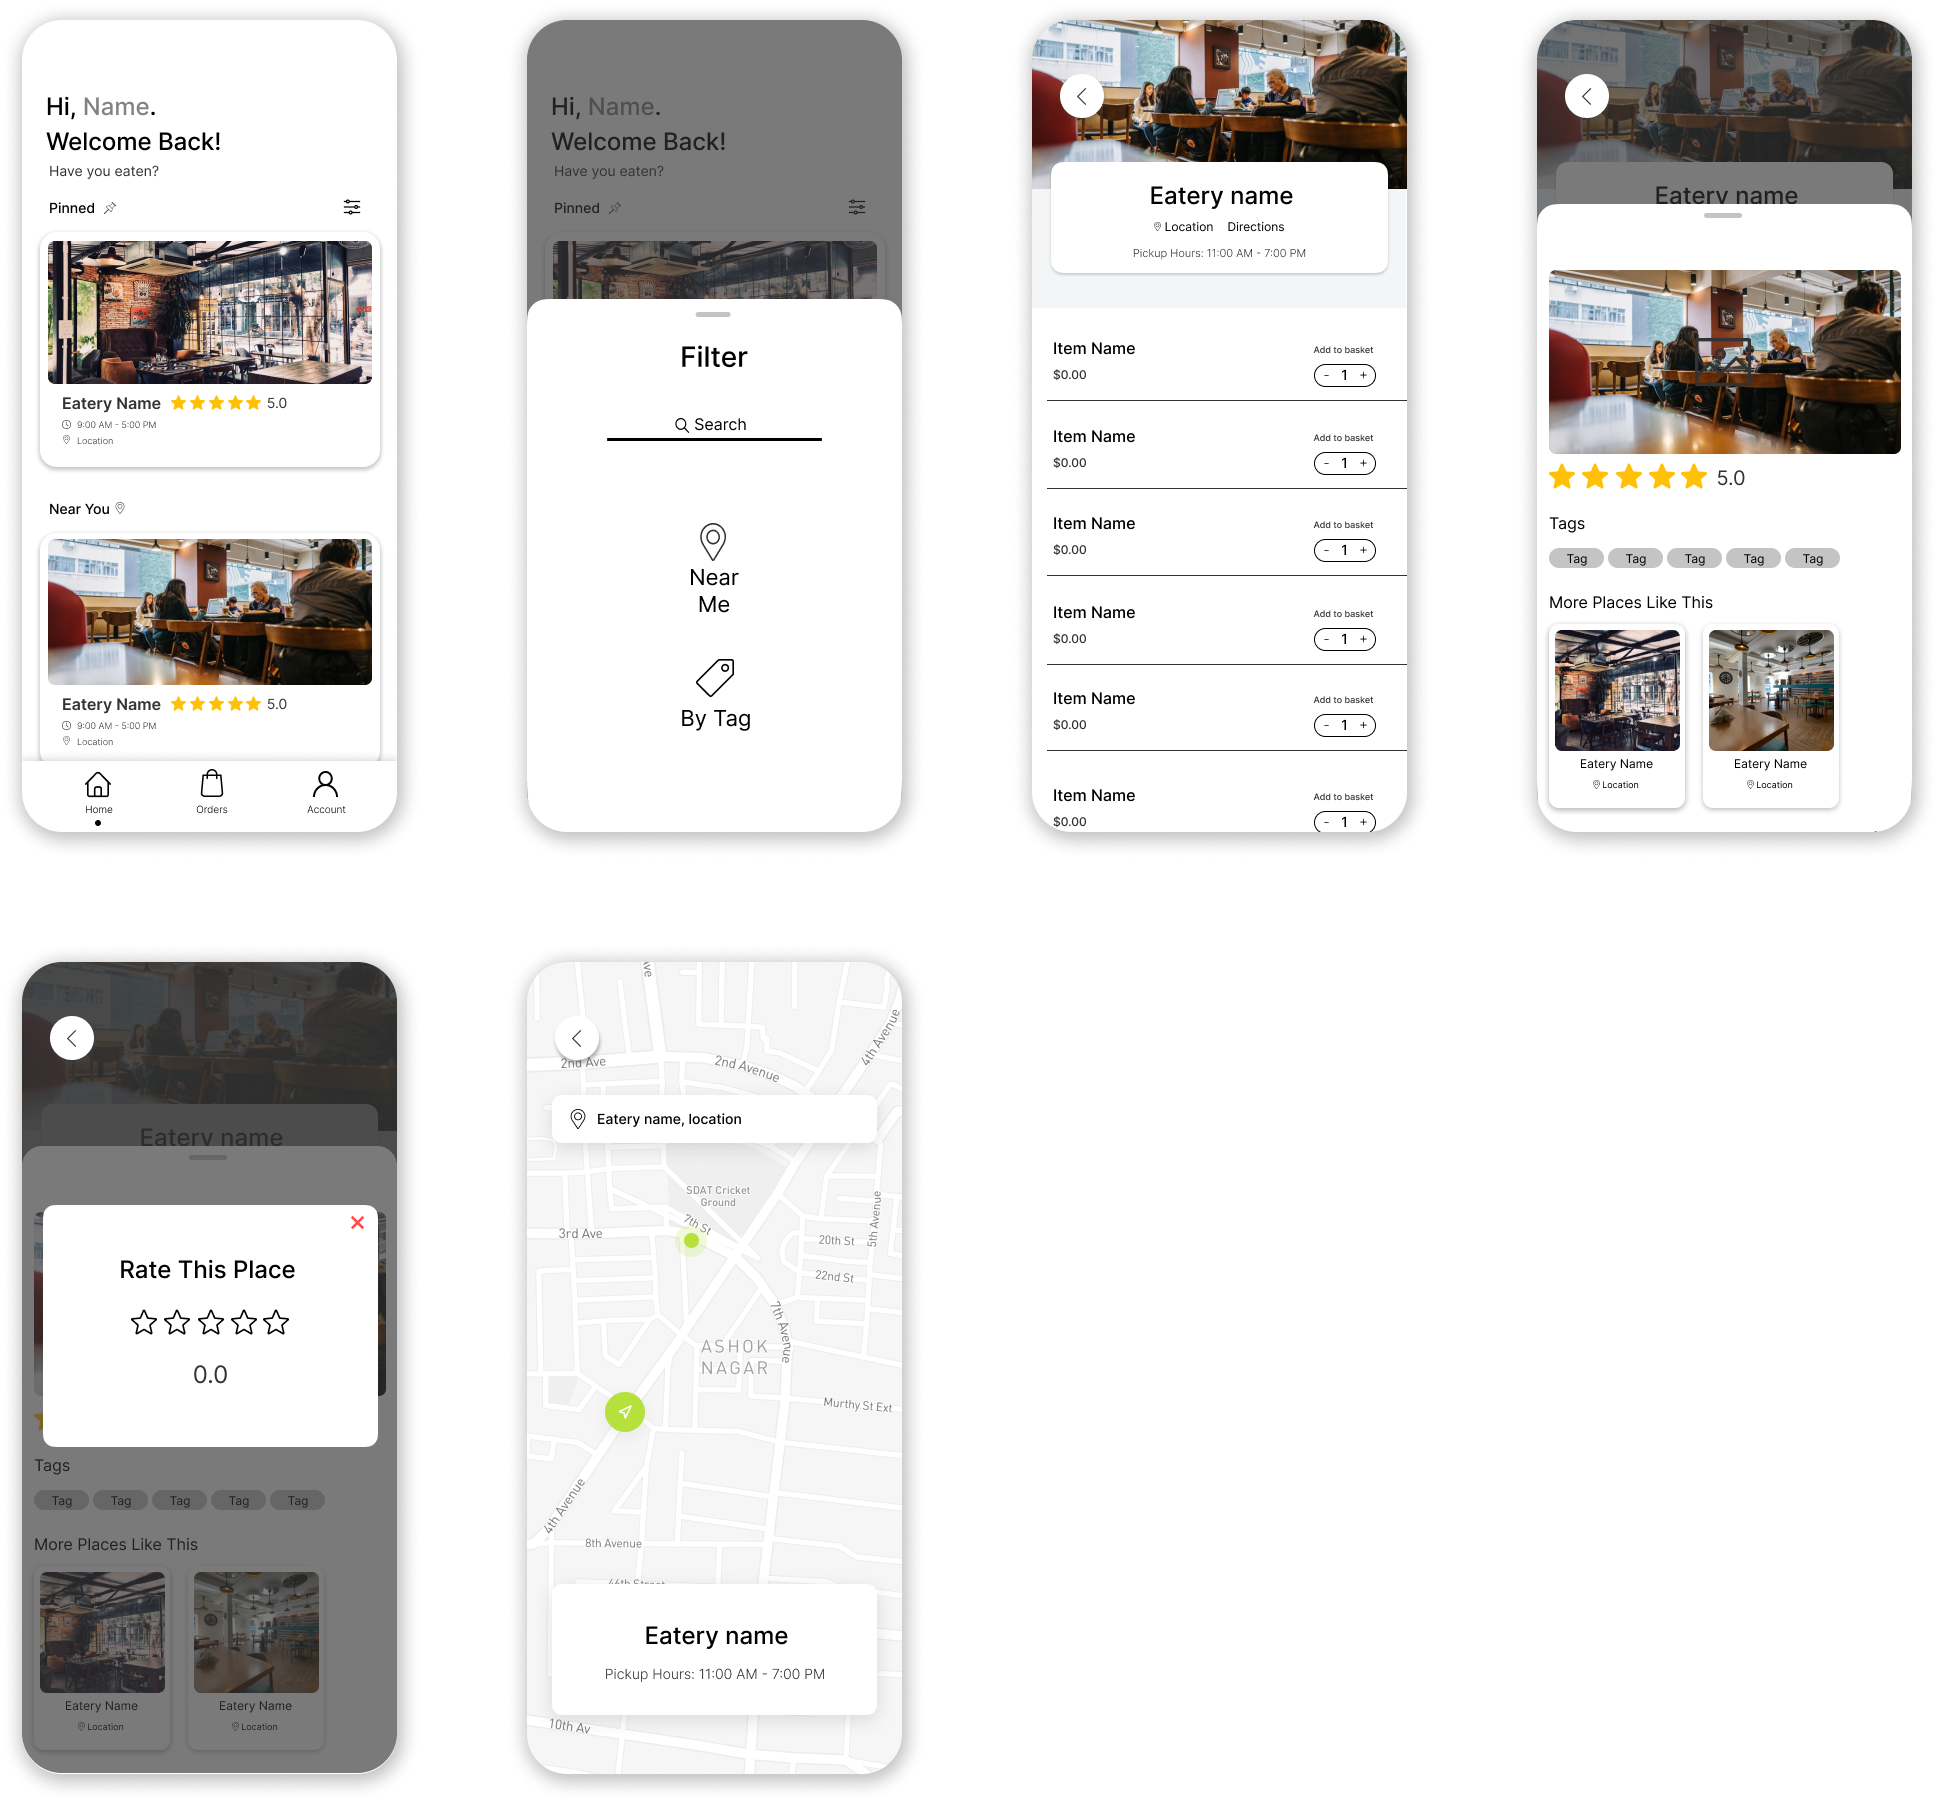 Hi, Name.
Welcome Back!
Have you eaten?
Pinned
Eatery Name 5.0
9:00 AM - 5:00 PM
Location
Near You
Eatery Name 5.0
9:00 AM - 5:00 PM
Location
Home Orders Account
Hi, Name.
Welcome Back!
Have you eaten?
Pinned
Filter
Search
Near
Me
By Tag
Eatery name
Location Directions
Pickup Hours: 11:00 AM - 7:00 PM
Item Name Add to basket
$0.00 - 1 +
Item Name Add to basket
$0.00 - 1 +
Item Name Add to basket
$0.00 - 1 +
Item Name Add to basket
$0.00 - 1 +
Item Name Add to basket
$0.00 - 1 +
Item Name Add to basket
$0.00 - 1 +
Eatery name
5.0
Tags
Tag Tag Tag Tag Tag
More Places Like This
Eatery Name Eatery Name
Location Location
Eatery name
Rate This Place
0.0
Tags
Tag Tag Tag Tag Tag
More Places Like This
Eatery Name Eatery Name
Location Location
Ave
4th Avenue
2nd Ave
2nd Avenue
Eatery name, location
SDAT Cricket
Ground
7th St
3rd Ave
5th Avenue
20th St
22nd St
7th Avenue
ASHOK
NAGAR
Murthy St Ext
4th Avenue
8th Avenue
46th Street
Eatery name
Pickup Hours: 11:00 AM - 7:00 PM
10th Av